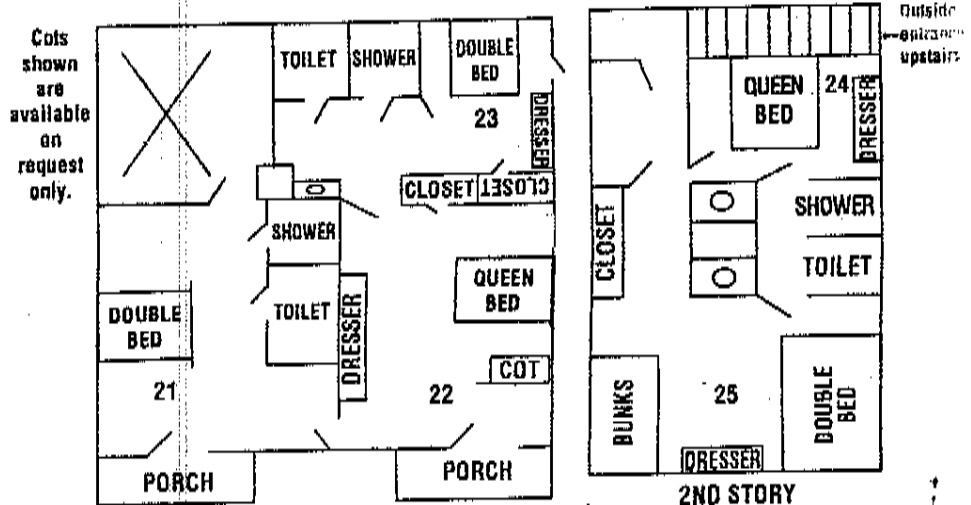 Cots
shown
are
available
on
request
only.
TOILET
SHOWER
DOUBLE
BED
23
DRESSER
CLOSET
CLOSET
SHOWER
TOILET
DRESSER
QUEEN
BED
COT
DOUBLE
BED
21
22
PORCH
PORCH
Outside
entrance
upstairs
QUEEN
BED
24
DRESSER
CLOSET
SHOWER
TOILET
BUNKS
25
DOUBLE
BED
DRESSER
2ND STORY